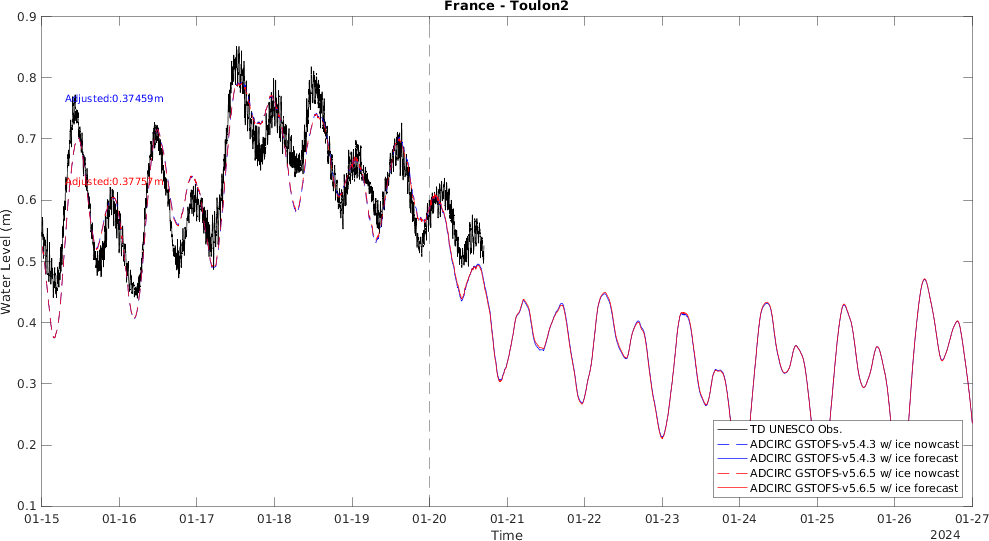 France - Toulon2
0.9
0.8
0.7
0.6
0.5
0.4
0.3
0.2
0.1
Water Level (m)
Adjusted:0.37459m
Adjusted:0.37757m
TD UNESCO Obs.
ADCIRC GSTOFS-v5.4.3 w/ ice nowcast
ADCIRC GSTOFS-v5.4.3 w/ ice forecast
ADCIRC GSTOFS-v5.6.5 w/ ice nowcast
ADCIRC GSTOFS-v5.6.5 w/ ice forecast
01-15 01-16 01-17 01-18 01-19 01-20 01-21 01-22 01-23 01-24 01-25 01-26 01-27
Time
2024